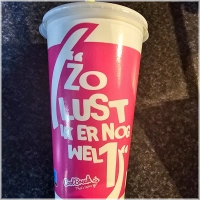 “ZO
LUST
IK ER NOG
WEL 1”